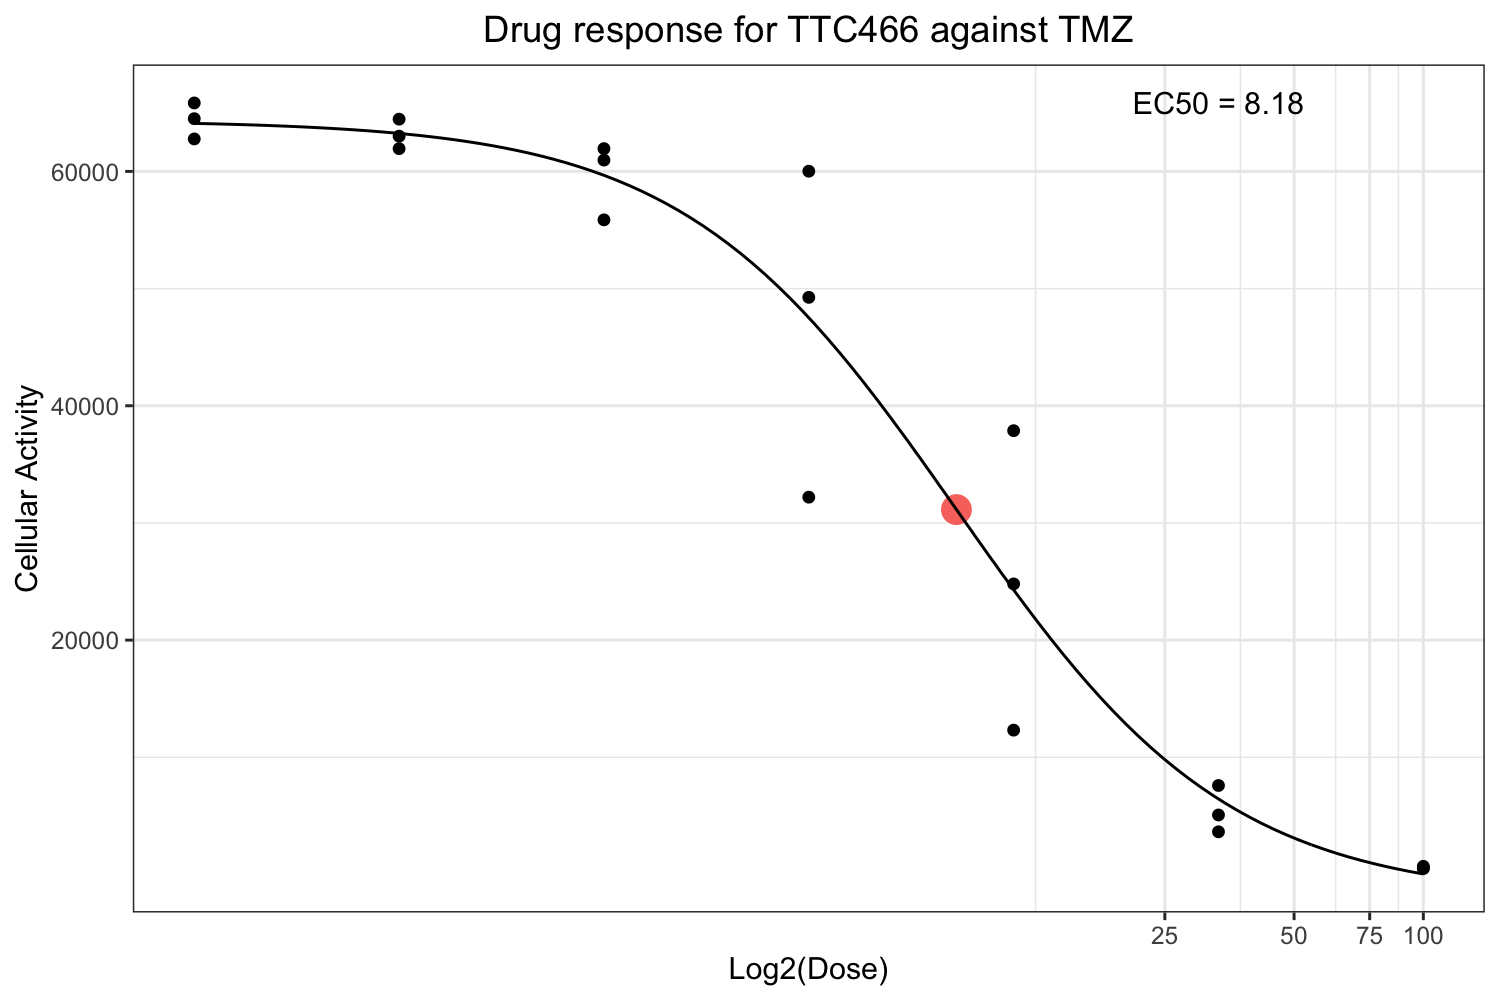 Drug response for TTC466 against TMZ
EC50 = 8.18
60000
40000
20000
Cellular Activity
25 50 75 100
Log2(Dose)